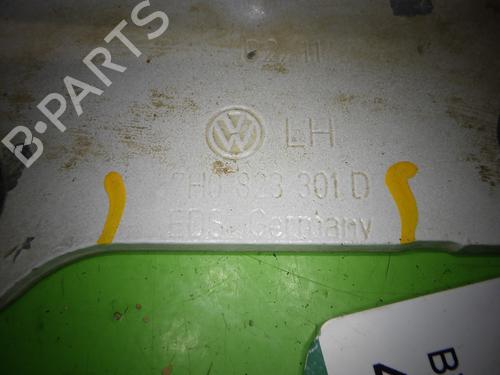 B-PARTS
LH
7H0 823 301 D
EDS Germany